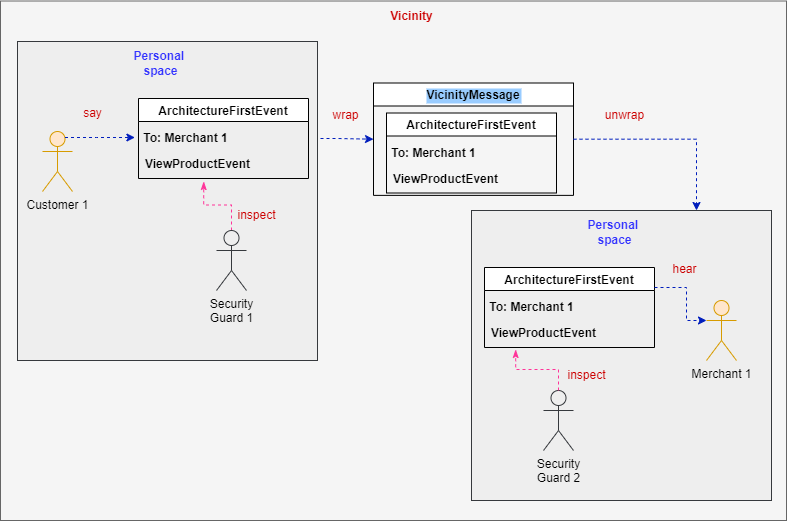 Vicinity
Personal
space
say
ArchitectureFirstEvent
To: Merchant 1
ViewProductEvent
Customer 1
inspect
Security
Guard 1
wrap
VicinityMessage
ArchitectureFirstEvent
To: Merchant 1
ViewProductEvent
unwrap
Personal
space
ArchitectureFirstEvent
To: Merchant 1
ViewProductEvent
hear
Merchant 1
inspect
Security
Guard 2